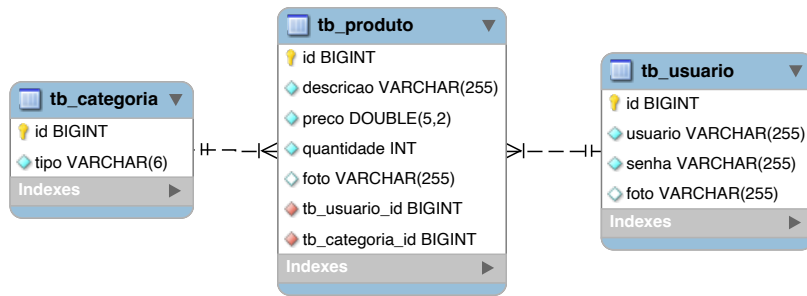 tb_categoria
id BIGINT
tipo VARCHAR(6)
Indexes
tb_produto
id BIGINT
descricao VARCHAR(255)
preco DOUBLE(5,2)
quantidade INT
foto VARCHAR(255)
tb_usuario_id BIGINT
tb_categoria_id BIGINT
Indexes
tb_usuario
id BIGINT
usuario VARCHAR(255)
senha VARCHAR(255)
foto VARCHAR(255)
Indexes